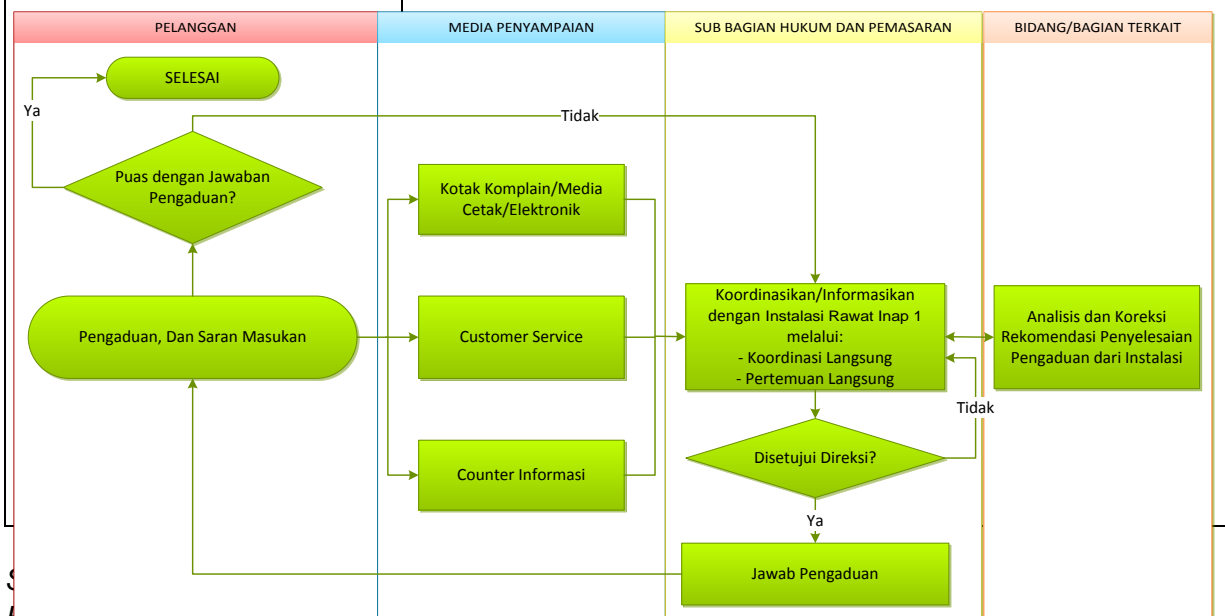 PELANGGAN
MEDIA PENYAMPAIAN
SUB BAGIAN HUKUM DAN PEMASARAN
BIDANG/BAGIAN TERKAIT
SELESAI
Ya
Tidak
Puas dengan Jawaban
Pengaduan?
Kotak Komplain/Media
Cetak/Elektronik
Pengaduan, Dan Saran Masukan
Customer Service
Koordinasikan/Informasikan
dengan Instalasi Rawat Inap 1
melalui:
- Koordinasi Langsung
- Pertemuan Langsung
Analisis dan Koreksi
Rekomendasi Penyelesaian
Pengaduan dari Instalasi
Tidak
Counter Informasi
Disetujui Direksi?
Ya
Jawab Pengaduan